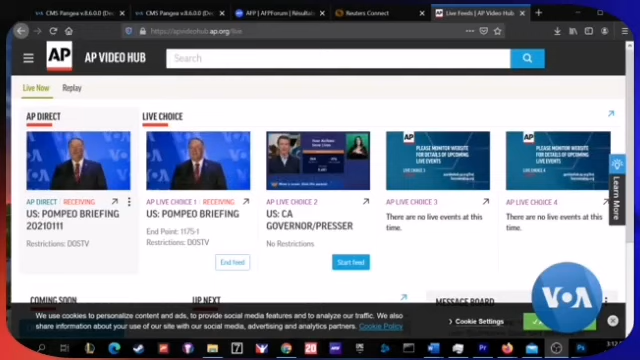 CMS Pangea v.8.6.0.0 (De
CMS Pangea v.8.6.0.0 (De
AFP | AFPForum | Résultats
Reuters Connect
Live Feeds | AP Video Hub
https://apvideohub.ap.org/live
AP
AP VIDEO HUB
Search
Live Now
Replay
AP DIRECT
LIVE CHOICE
AP DIRECT RECEIVING
US: POMPEO BRIEFING
20210111
Restrictions: DOSTV
AP LIVE CHOICE 1 RECEIVING
US: POMPEO BRIEFING
End Point: 1175-1
Restrictions: DOSTV
End feed
AP LIVE CHOICE 2
US: CA
GOVERNOR/PRESSER
No Restrictions
Start feed
AP
PLEASE MONITOR WEBSITE
FOR DETAILS OF UPCOMING
LIVE EVENTS
AP LIVE CHOICE 3
There are no live events at this
time.
AP
PLEASE MONITOR WEBSITE
FOR DETAILS OF UPCOMING
LIVE EVENTS
AP LIVE CHOICE 4
There are no live events at this
time.
Learn More
COMING SOON
UP NEXT
MESSAGE BOARD
We use cookies to personalize content and ads, to provide social media features and to analyze our traffic. We also
share information about your use of our site with our social media, advertising and analytics partners. Cookie Policy
> Cookie Settings
VOA